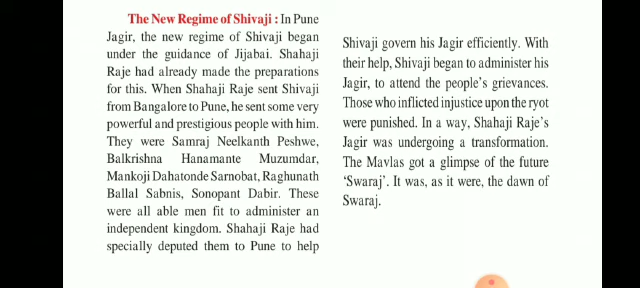 The New Regime of Shivaji : In Pune
Jagir, the new regime of Shivaji began
under the guidance of Jijabai. Shahaji
Raje had already made the preparations
for this. When Shahaji Raje sent Shivaji
from Bangalore to Pune, he sent some very
powerful and prestigious people with him.
They were Samraj Neelkanth Peshwe,
Balkrishna Hanamante Muzumdar,
Mankoji Dahatonde Sarnobat, Raghunath
Ballal Sabnis, Sonopant Dabir. These
were all able men fit to administer an
independent kingdom. Shahaji Raje had
specially deputed them to Pune to help
Shivaji govern his Jagir efficiently. With
their help, Shivaji began to administer his
Jagir, to attend the people's grievances.
Those who inflicted injustice upon the ryot
were punished. In a way, Shahaji Raje's
Jagir was undergoing a transformation.
The Mavlas got a glimpse of the future
'Swaraj'. It was, as it were, the dawn of
Swaraj.